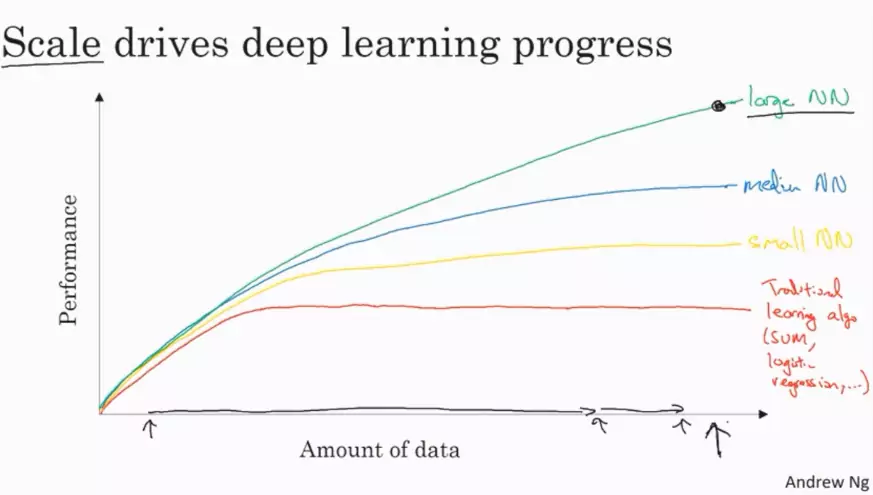 Scale drives deep learning progress
large NN
medium NN
small NN
Traditional
learning algo
(SVM,
logistic
regression,...)
Performance
Amount of data
Andrew Ng